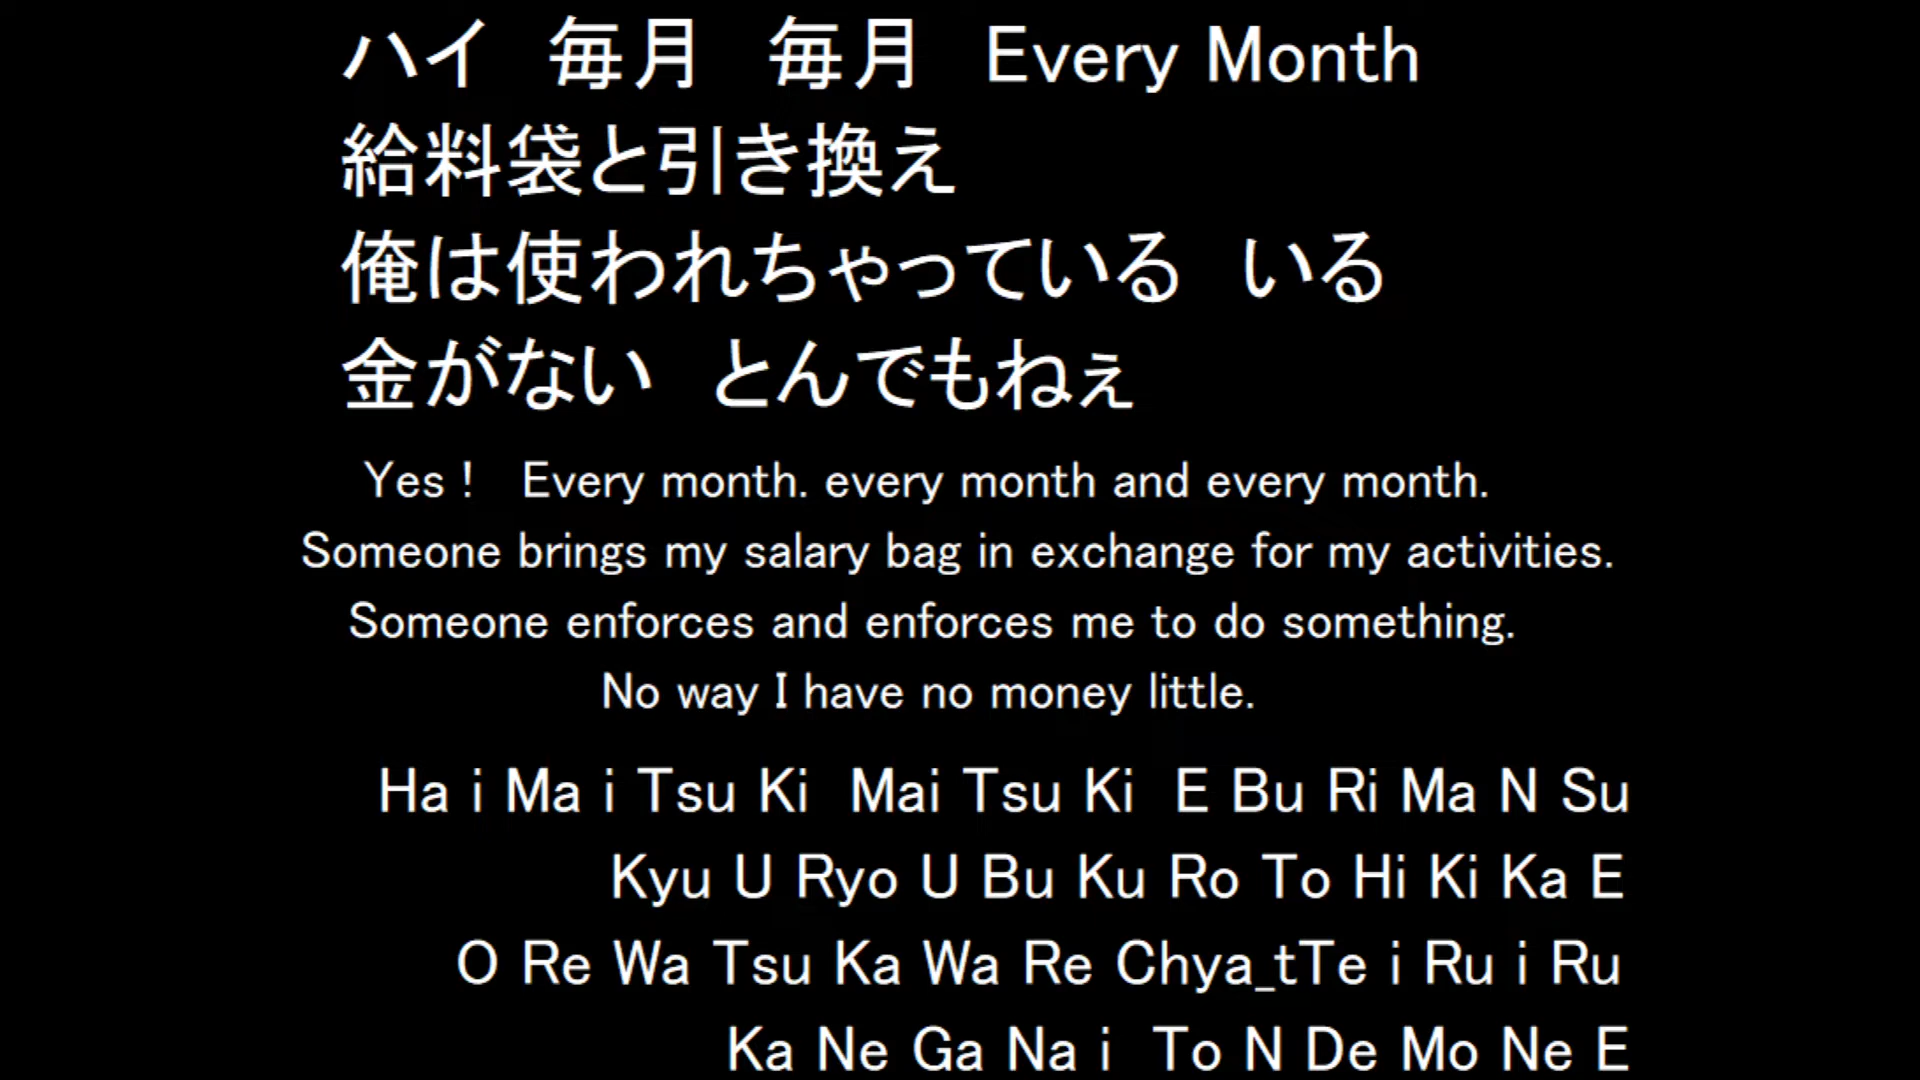 ハイ　毎月　毎月　Every Month
給料袋と引き換え
俺は使われちゃっている　いる
金がない　とんでもねぇ
Yes !　Every month. every month and every month.
Someone brings my salary bag in exchange for my activities.
Someone enforces and enforces me to do something.
No way I have no money little.
Ha i Ma i Tsu Ki  Mai Tsu Ki  E Bu Ri Ma N Su
Kyu U Ryo U Bu Ku Ro To Hi Ki Ka E
O Re Wa Tsu Ka Wa Re Chya_tTe i Ru i Ru
Ka Ne Ga Na i  To N De Mo Ne E